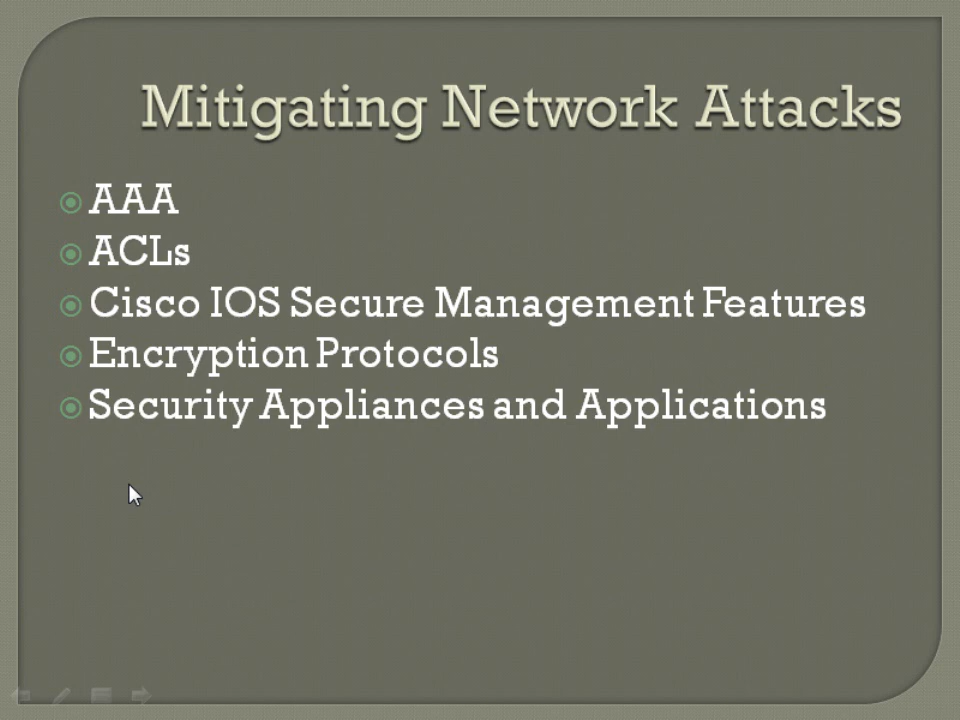 Mitigating Network Attacks
AAA
ACLs
Cisco IOS Secure Management Features
Encryption Protocols
Security Appliances and Applications